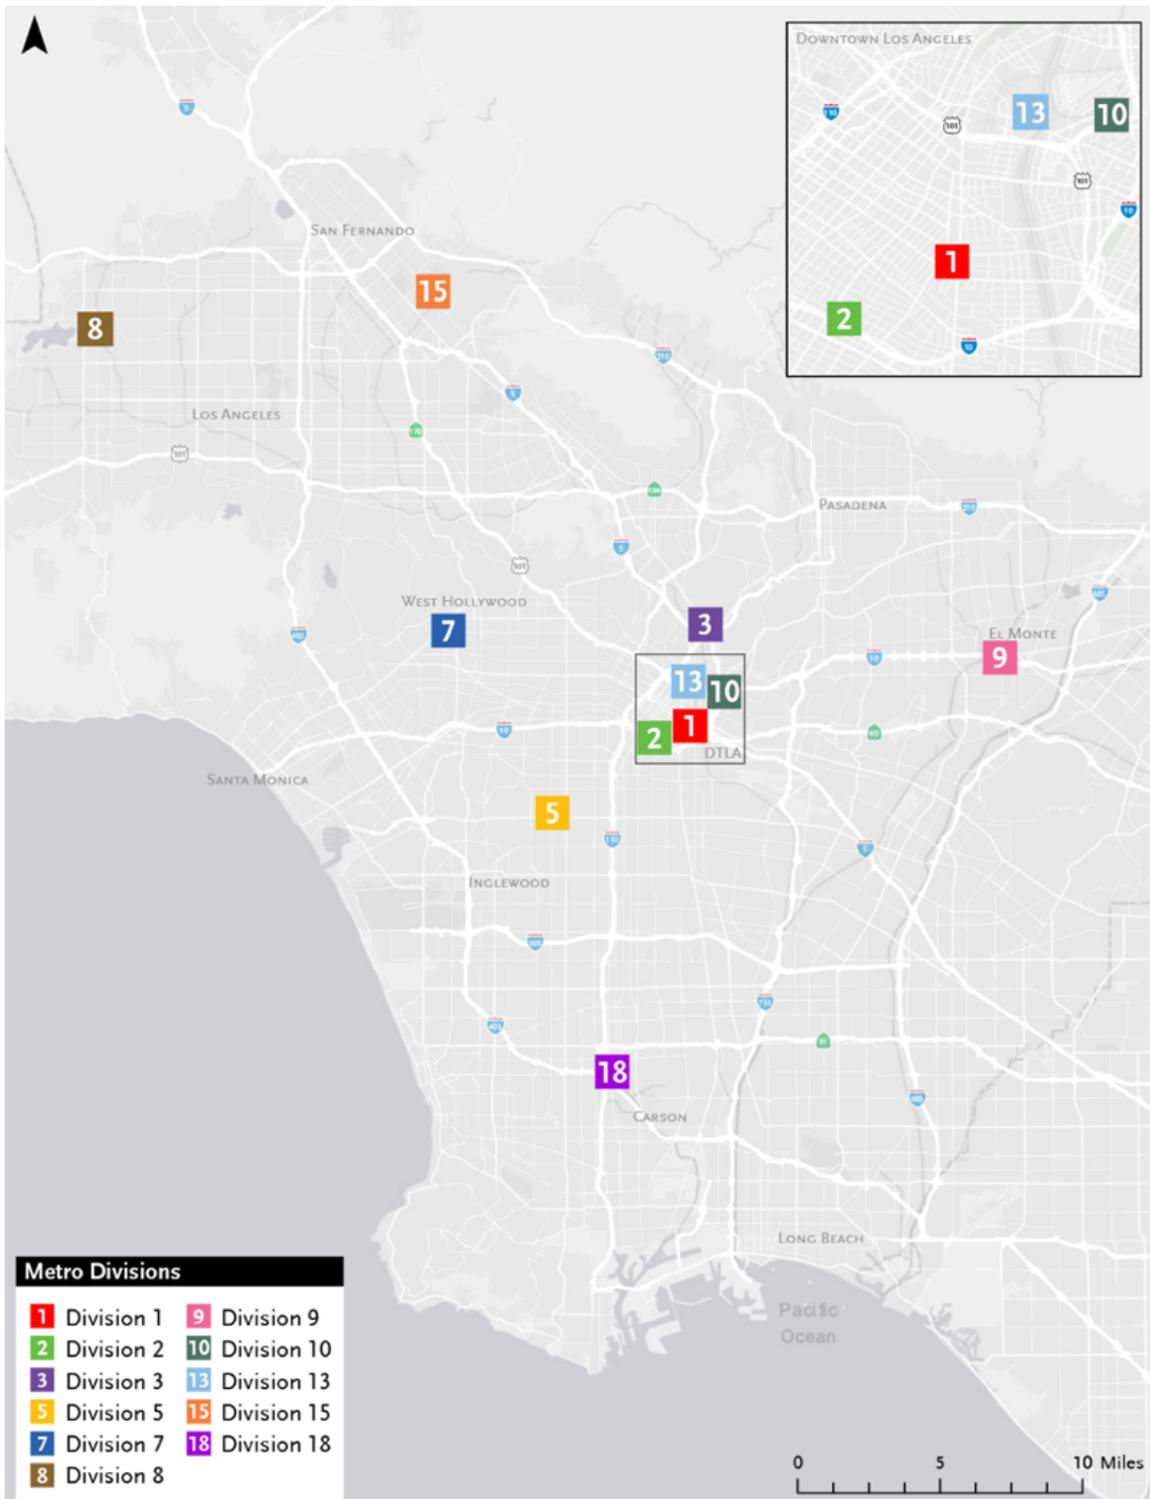 DOWNTOWN LOS ANGELES
110
101
13
10
101
10
1
2
10
5
SAN FERNANDO
15
8
210
5
LOS ANGELES
170
101
134
PASADENA
210
5
101
605
WEST HOLLYWOOD
3
7
405
EL MONTE
10
9
13
10
1
2
10
60
DTLA
SANTA MONICA
5
110
5
INGLEWOOD
105
710
405
91
18
605
CARSON
LONG BEACH
Pacific
Ocean
Metro Divisions
1 Division 1
2 Division 2
3 Division 3
5 Division 5
7 Division 7
8 Division 8
9 Division 9
10 Division 10
13 Division 13
15 Division 15
18 Division 18
0 5 10 Miles